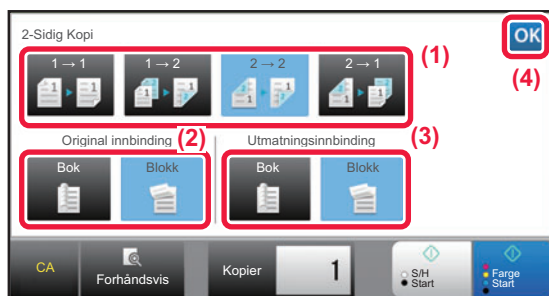 2-Sidig Kopi
OK
1 → 1
1 → 2
2 → 2
2 → 1
(1)
(4)
Original innbinding
(2)
Utmatningsinnbinding
(3)
Bok
Blokk
Bok
Blokk
CA
Forhåndsvis
Kopier
1
S/H
Start
Farge
Start